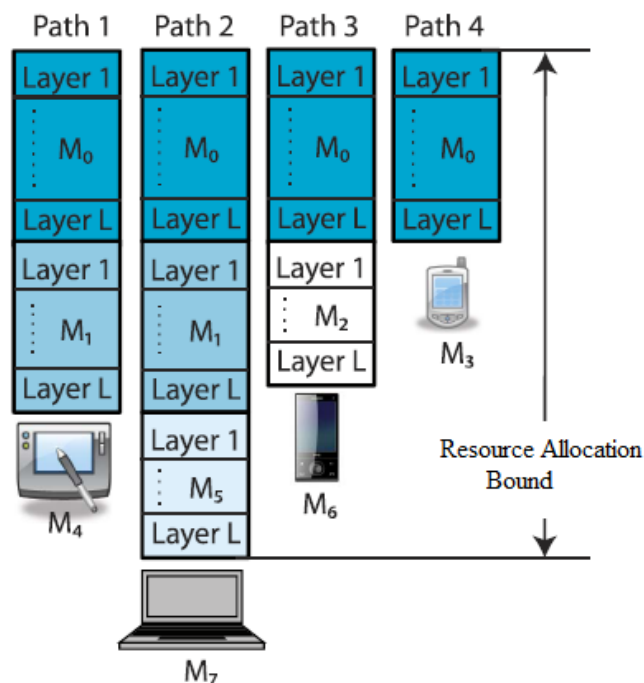 Path 1 Path 2 Path 3 Path 4
Layer 1 Layer 1 Layer 1 Layer 1
M₀ M₀ M₀ M₀
Layer L Layer L Layer L Layer L
Layer 1 Layer 1 Layer 1
M₁ M₁ M₂ M₃
Layer L Layer L Layer L
Layer 1
Resource Allocation
Bound
M₅
M₄ M₆
Layer L
M₇